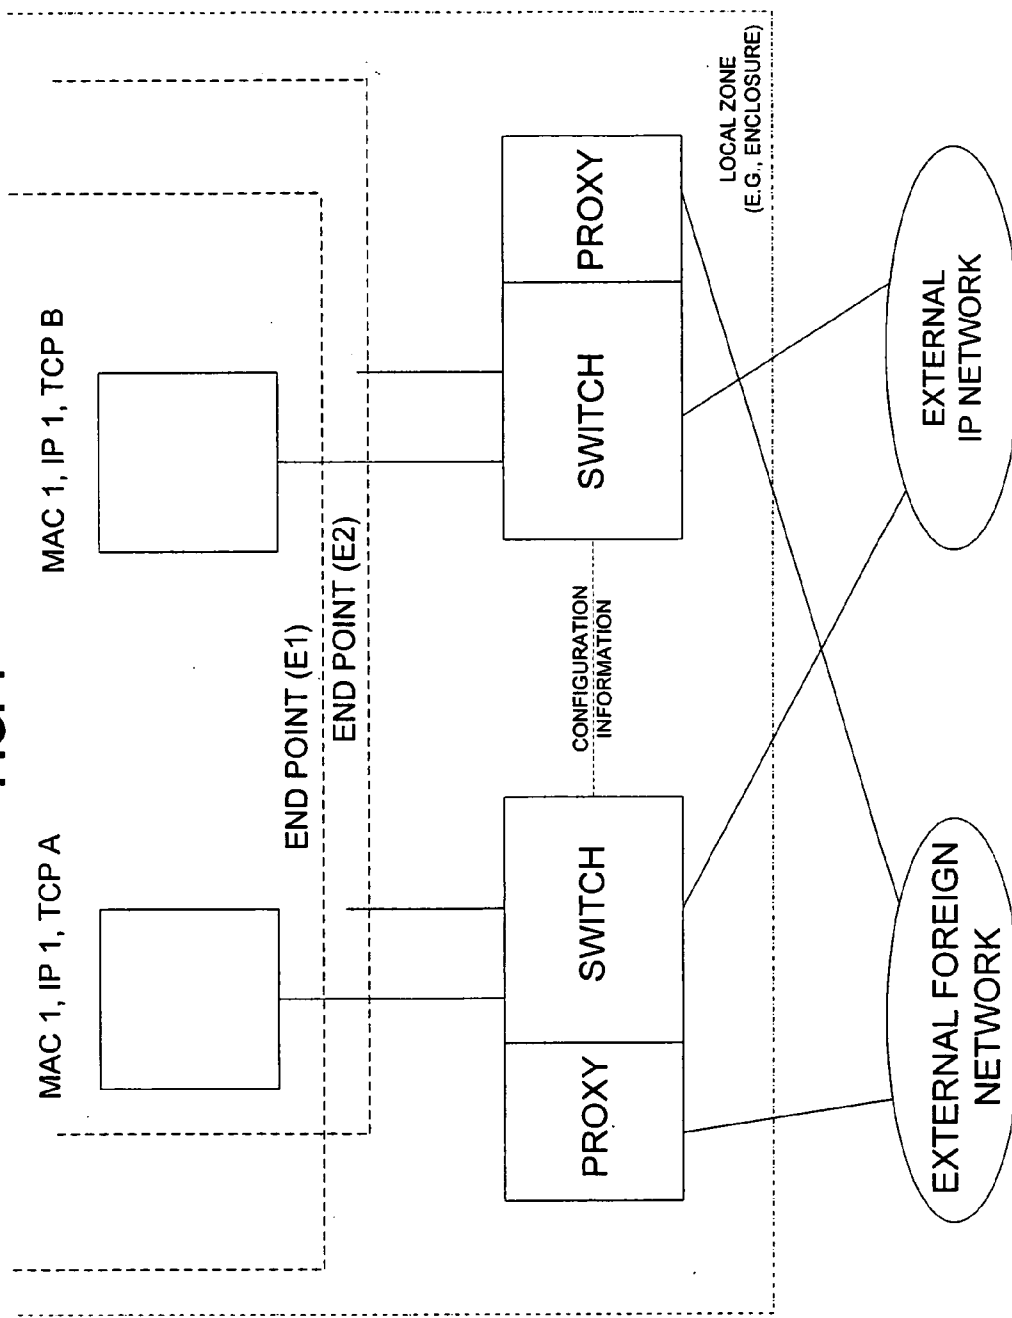 MAC 1, IP 1, TCP A
MAC 1, IP 1, TCP B
END POINT (E1)
END POINT (E2)
PROXY
SWITCH
CONFIGURATION
INFORMATION
SWITCH
PROXY
LOCAL ZONE
(E.G., ENCLOSURE)
EXTERNAL FOREIGN
NETWORK
EXTERNAL
IP NETWORK